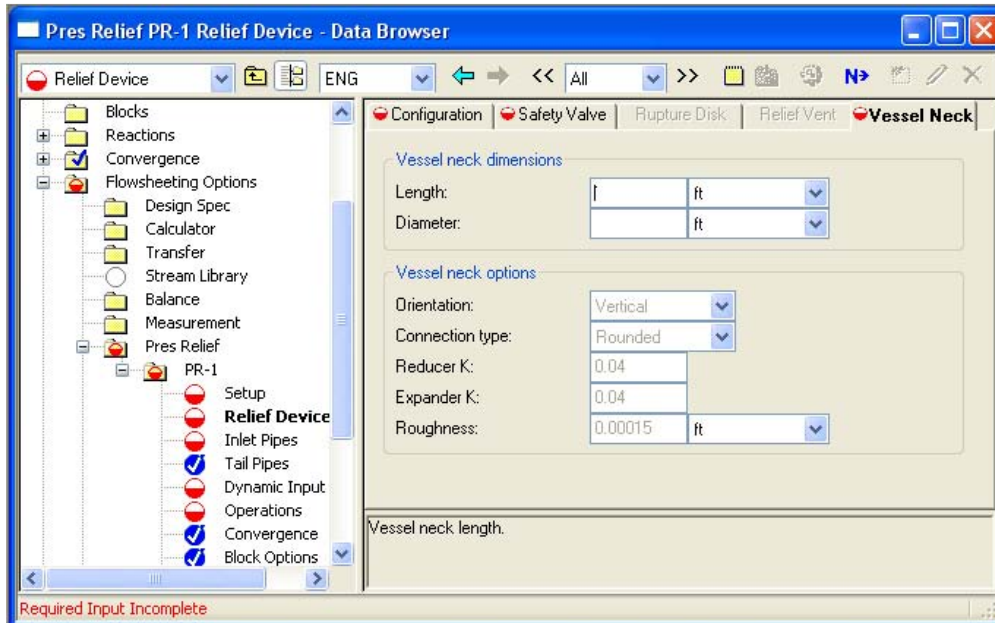 Pres Relief PR-1 Relief Device - Data Browser
Relief Device
ENG
<< All >>
N
Blocks
Reactions
Convergence
Flowsheeting Options
Design Spec
Calculator
Transfer
Stream Library
Balance
Measurement
Pres Relief
PR-1
Setup
Relief Device
Inlet Pipes
Tail Pipes
Dynamic Input
Operations
Convergence
Block Options
Configuration Safety Valve Rupture Disk Relief Vent Vessel Neck
Vessel neck dimensions
Length: ft
Diameter: ft
Vessel neck options
Orientation: Vertical
Connection type: Rounded
Reducer K: 0.04
Expander K: 0.04
Roughness: 0.00015 ft
Vessel neck length.
Required Input Incomplete